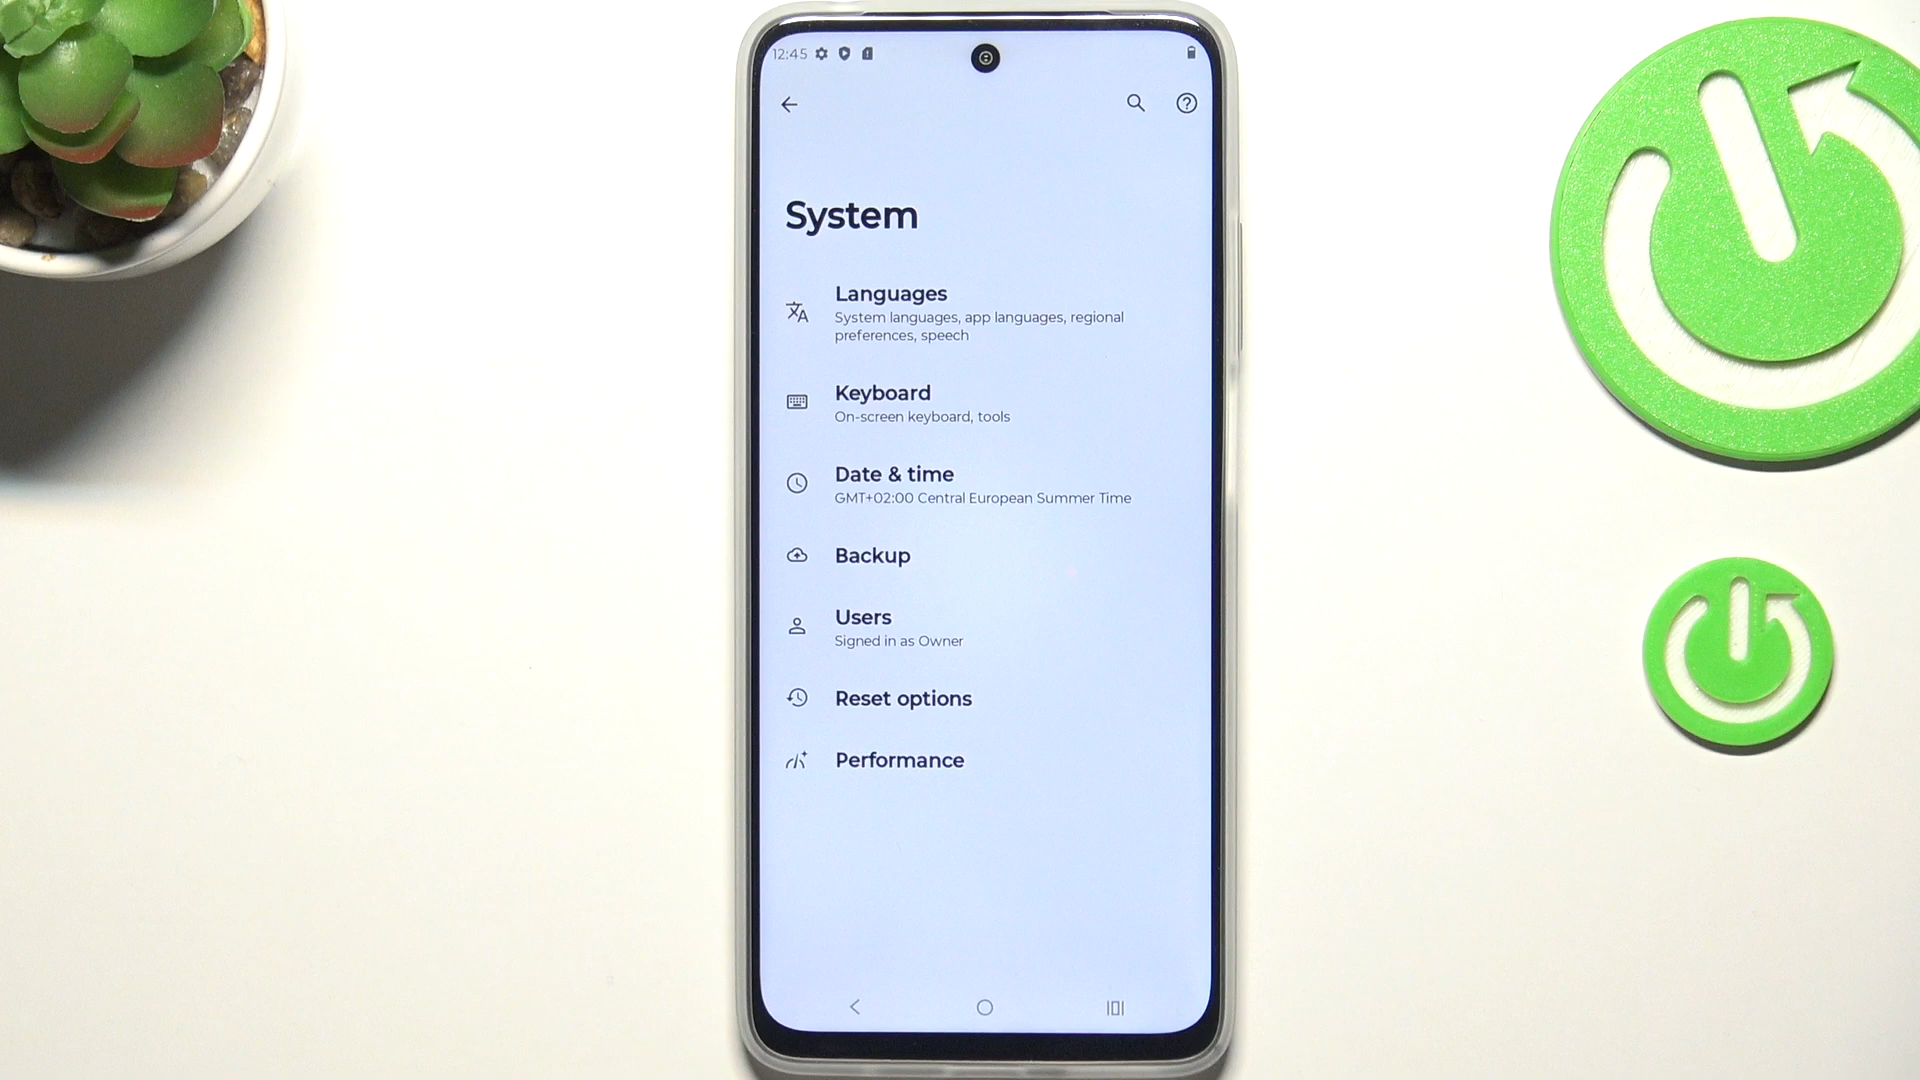 12:45
System
Languages
System languages, app languages, regional
preferences, speech
Keyboard
On-screen keyboard, tools
Date & time
GMT+02:00 Central European Summer Time
Backup
Users
Signed in as Owner
Reset options
Performance